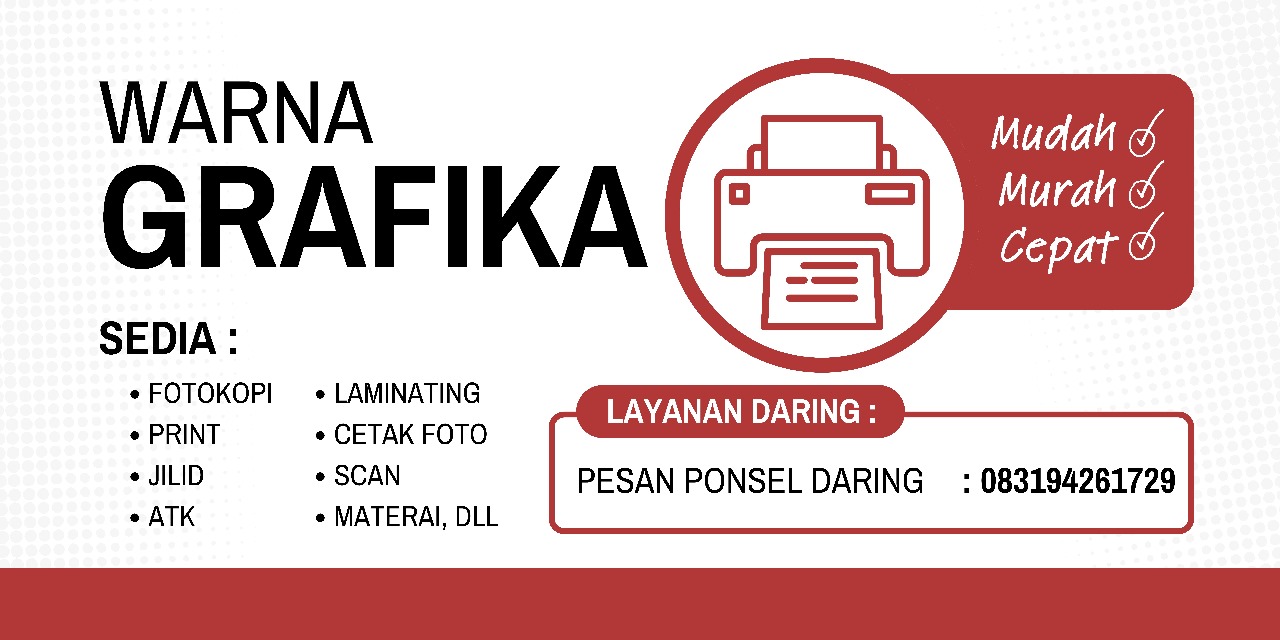 WARNA
GRAFIKA
Mudah
Murah
Cepat
SEDIA :
• FOTOKOPI
• PRINT
• JILID
• ATK
• LAMINATING
• CETAK FOTO
• SCAN
• MATERAI, DLL
LAYANAN DARING :
PESAN PONSEL DARING : 083194261729